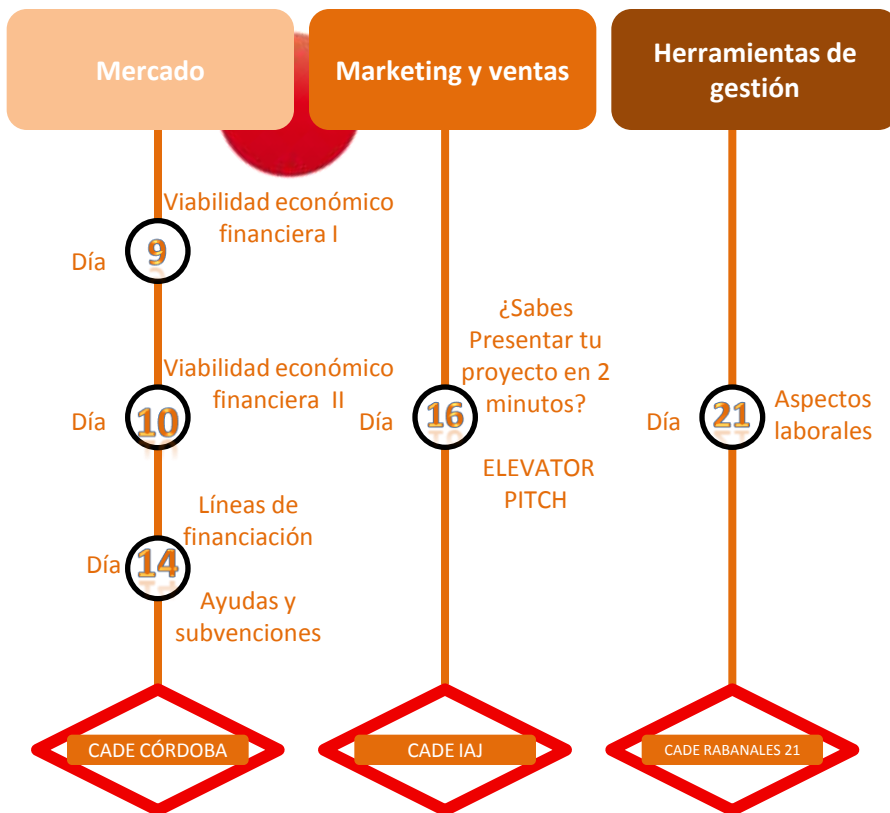 Mercado
Viabilidad económico
financiera I
Día
9
Viabilidad económico
financiera II
Día
10
Líneas de
financiación
Día
14
Ayudas y
subvenciones
CADE CÓRDOBA
Marketing y ventas
¿Sabes
Presentar tu
proyecto en 2
minutos?
Día
16
ELEVATOR
PITCH
CADE IAJ
Herramientas de
gestión
Día
21
Aspectos
laborales
CADE RABANALES 21